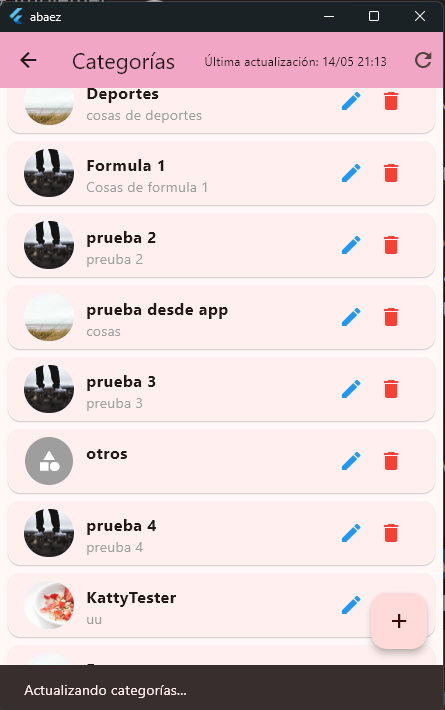 abaez
Categorías
Última actualización: 14/05 21:13
Deportes
cosas de deportes
Formula 1
Cosas de formula 1
prueba 2
preuba 2
prueba desde app
cosas
prueba 3
preuba 3
otros
prueba 4
preuba 4
KattyTester
uu
Actualizando categorías...